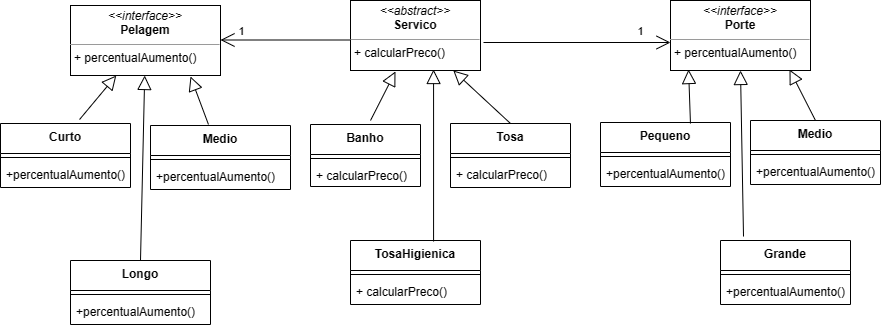 <<interface>>
Pelagem
+ percentualAumento()
1
<<abstract>>
Servico
+ calcularPreco()
1
<<interface>>
Porte
+ percentualAumento()
Curto
+percentualAumento()
Medio
+percentualAumento()
Banho
+ calcularPreco()
Tosa
+ calcularPreco()
Pequeno
+percentualAumento()
Medio
+percentualAumento()
Longo
+percentualAumento()
TosaHigienica
+ calcularPreco()
Grande
+percentualAumento()